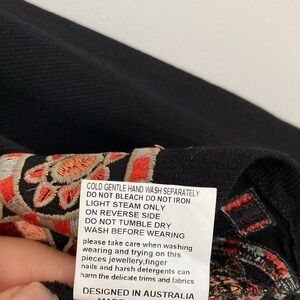 COLD GENTLE HAND WASH SEPARATELY
DO NOT BLEACH DO NOT IRON
LIGHT STEAM ONLY
ON REVERSE SIDE
DO NOT TUMBLE DRY
WASH BEFORE WEARING
please take care when washing
wearing and trying on this
pieces jewellery,finger
nails and harsh detergents can
harm the delicate trims and fabrics
DESIGNED IN AUSTRALIA